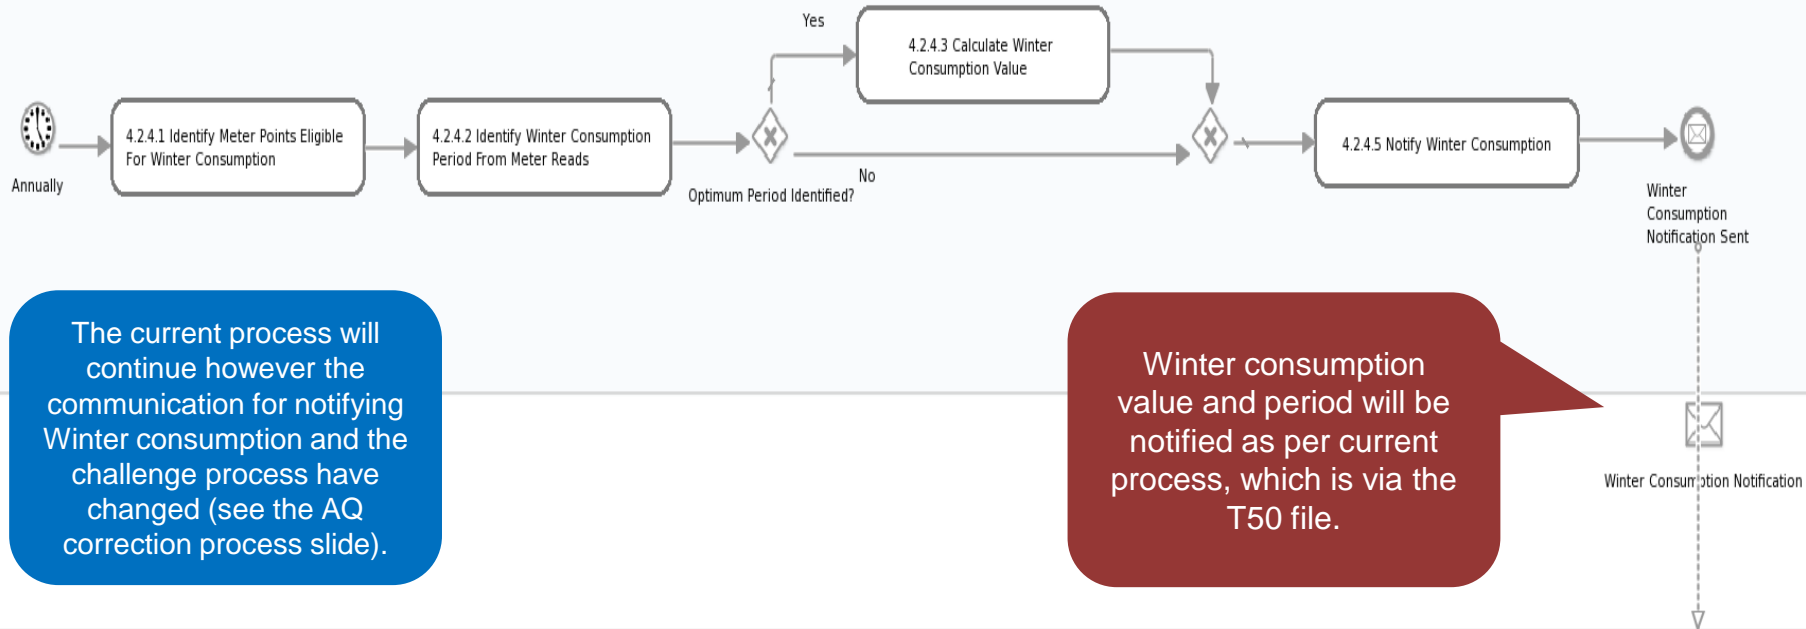 Yes
4.2.4.3 Calculate Winter
Consumption Value
4.2.4.1 Identify Meter Points Eligible
For Winter Consumption
4.2.4.2 Identify Winter Consumption
Period From Meter Reads
4.2.4.5 Notify Winter Consumption
Annually
No
Optimum Period Identified?
Winter
Consumption
Notification Sent
The current process will
continue however the
communication for notifying
Winter consumption and the
challenge process have
changed (see the AQ
correction process slide).
Winter consumption
value and period will be
notified as per current
process, which is via the
T50 file.
Winter Consumption Notification